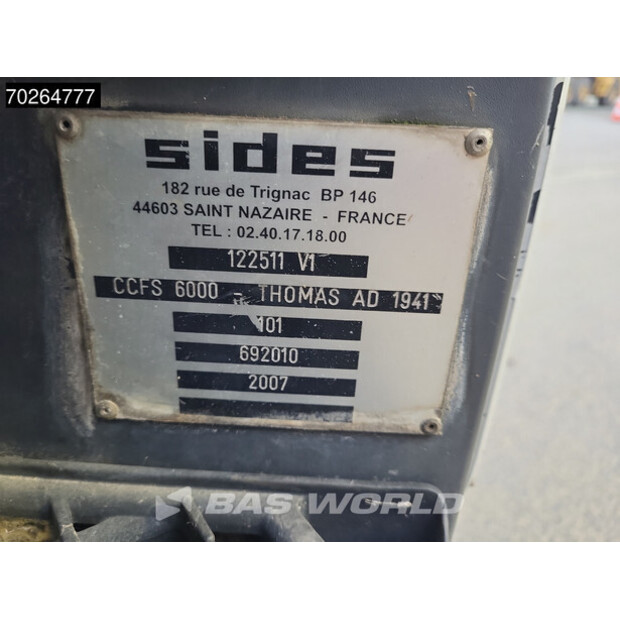 70264777
sides
182 rue de Trignac BP 146
44603 SAINT NAZAIRE - FRANCE
TEL : 02.40.17.18.00
122511 V1
CCFS 6000 - THOMAS AD 1941
101
692010
2007
BAS WORLD